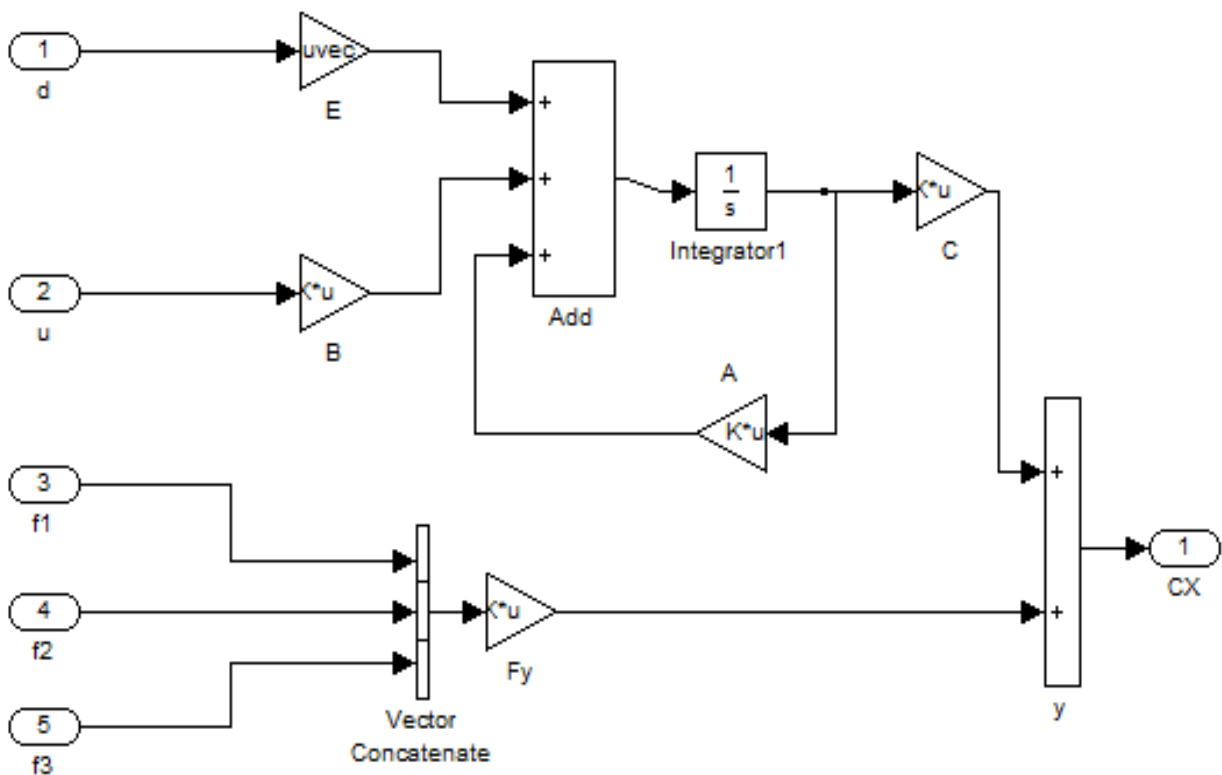 1
d
uvec
E
+
+
+
Add
1
s
Integrator1
K*u
C
2
u
K*u
B
A
K*u
3
f1
4
f2
5
f3
Vector
Concatenate
K*u
Fy
+
+
y
1
CX